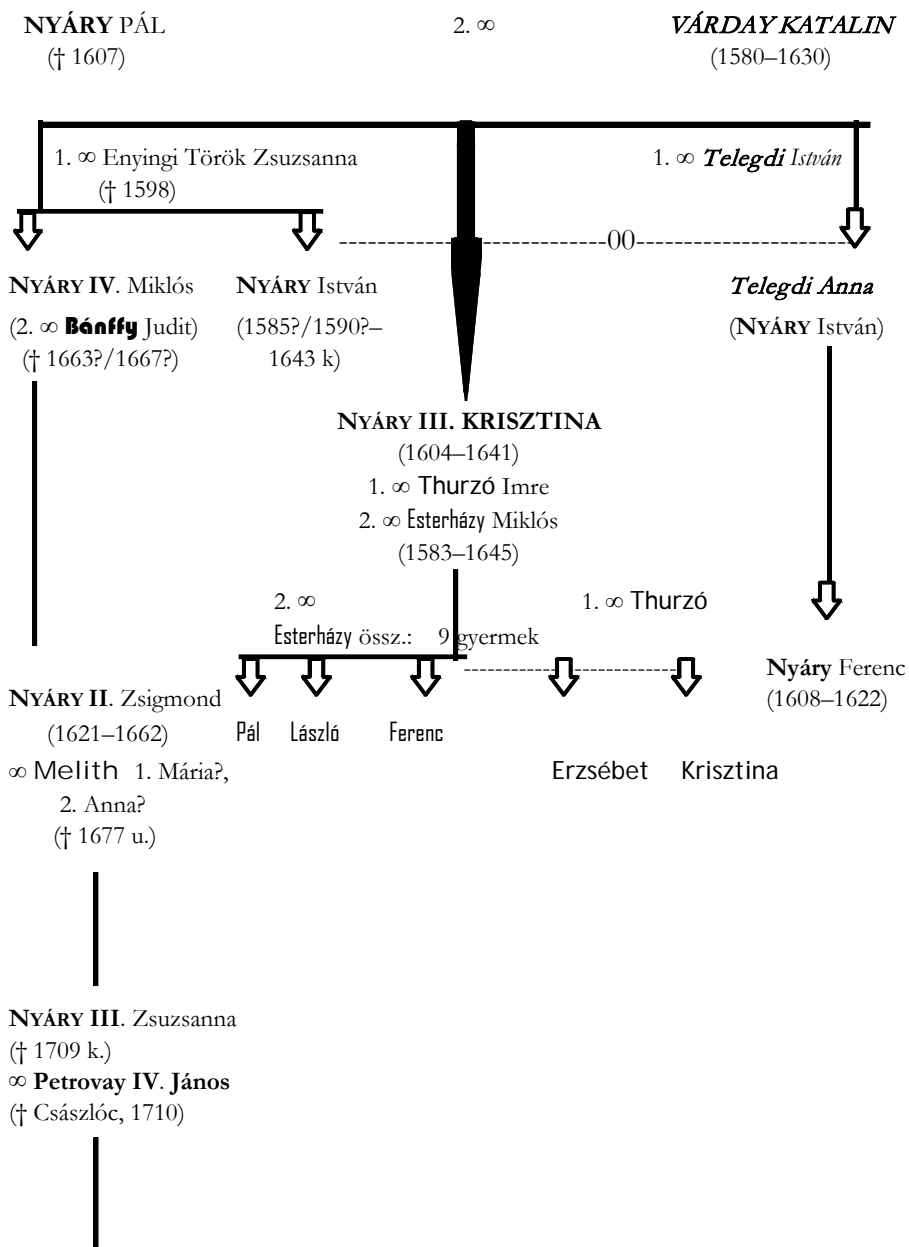 NYÁRY PÁL 2. ∞ VÁRDAY KATALIN
(† 1607) (1580–1630)
1. ∞ Enyingi Török Zsuzsanna 1. ∞ Telegdi István
(† 1598)
00
NYÁRY IV. Miklós NYÁRY István Telegdi Anna
(2. ∞ Bánffy Judit) (1585?/1590?– (NYÁRY István)
(† 1663?/1667?) 1643 k)
NYÁRY III. KRISZTINA
(1604–1641)
1. ∞ Thurzó Imre
2. ∞ Esterházy Miklós
(1583–1645)
2. ∞ 1. ∞ Thurzó
Esterházy össz.: 9 gyermek
Nyáry Ferenc
NYÁRY II. Zsigmond (1608–1622)
(1621–1662) Pál László Ferenc
∞ Melith 1. Mária?, Erzsébet Krisztina
2. Anna?
(† 1677 u.)
NYÁRY III. Zsuzsanna
(† 1709 k.)
∞ Petrovay IV. János
(† Császlóc, 1710)